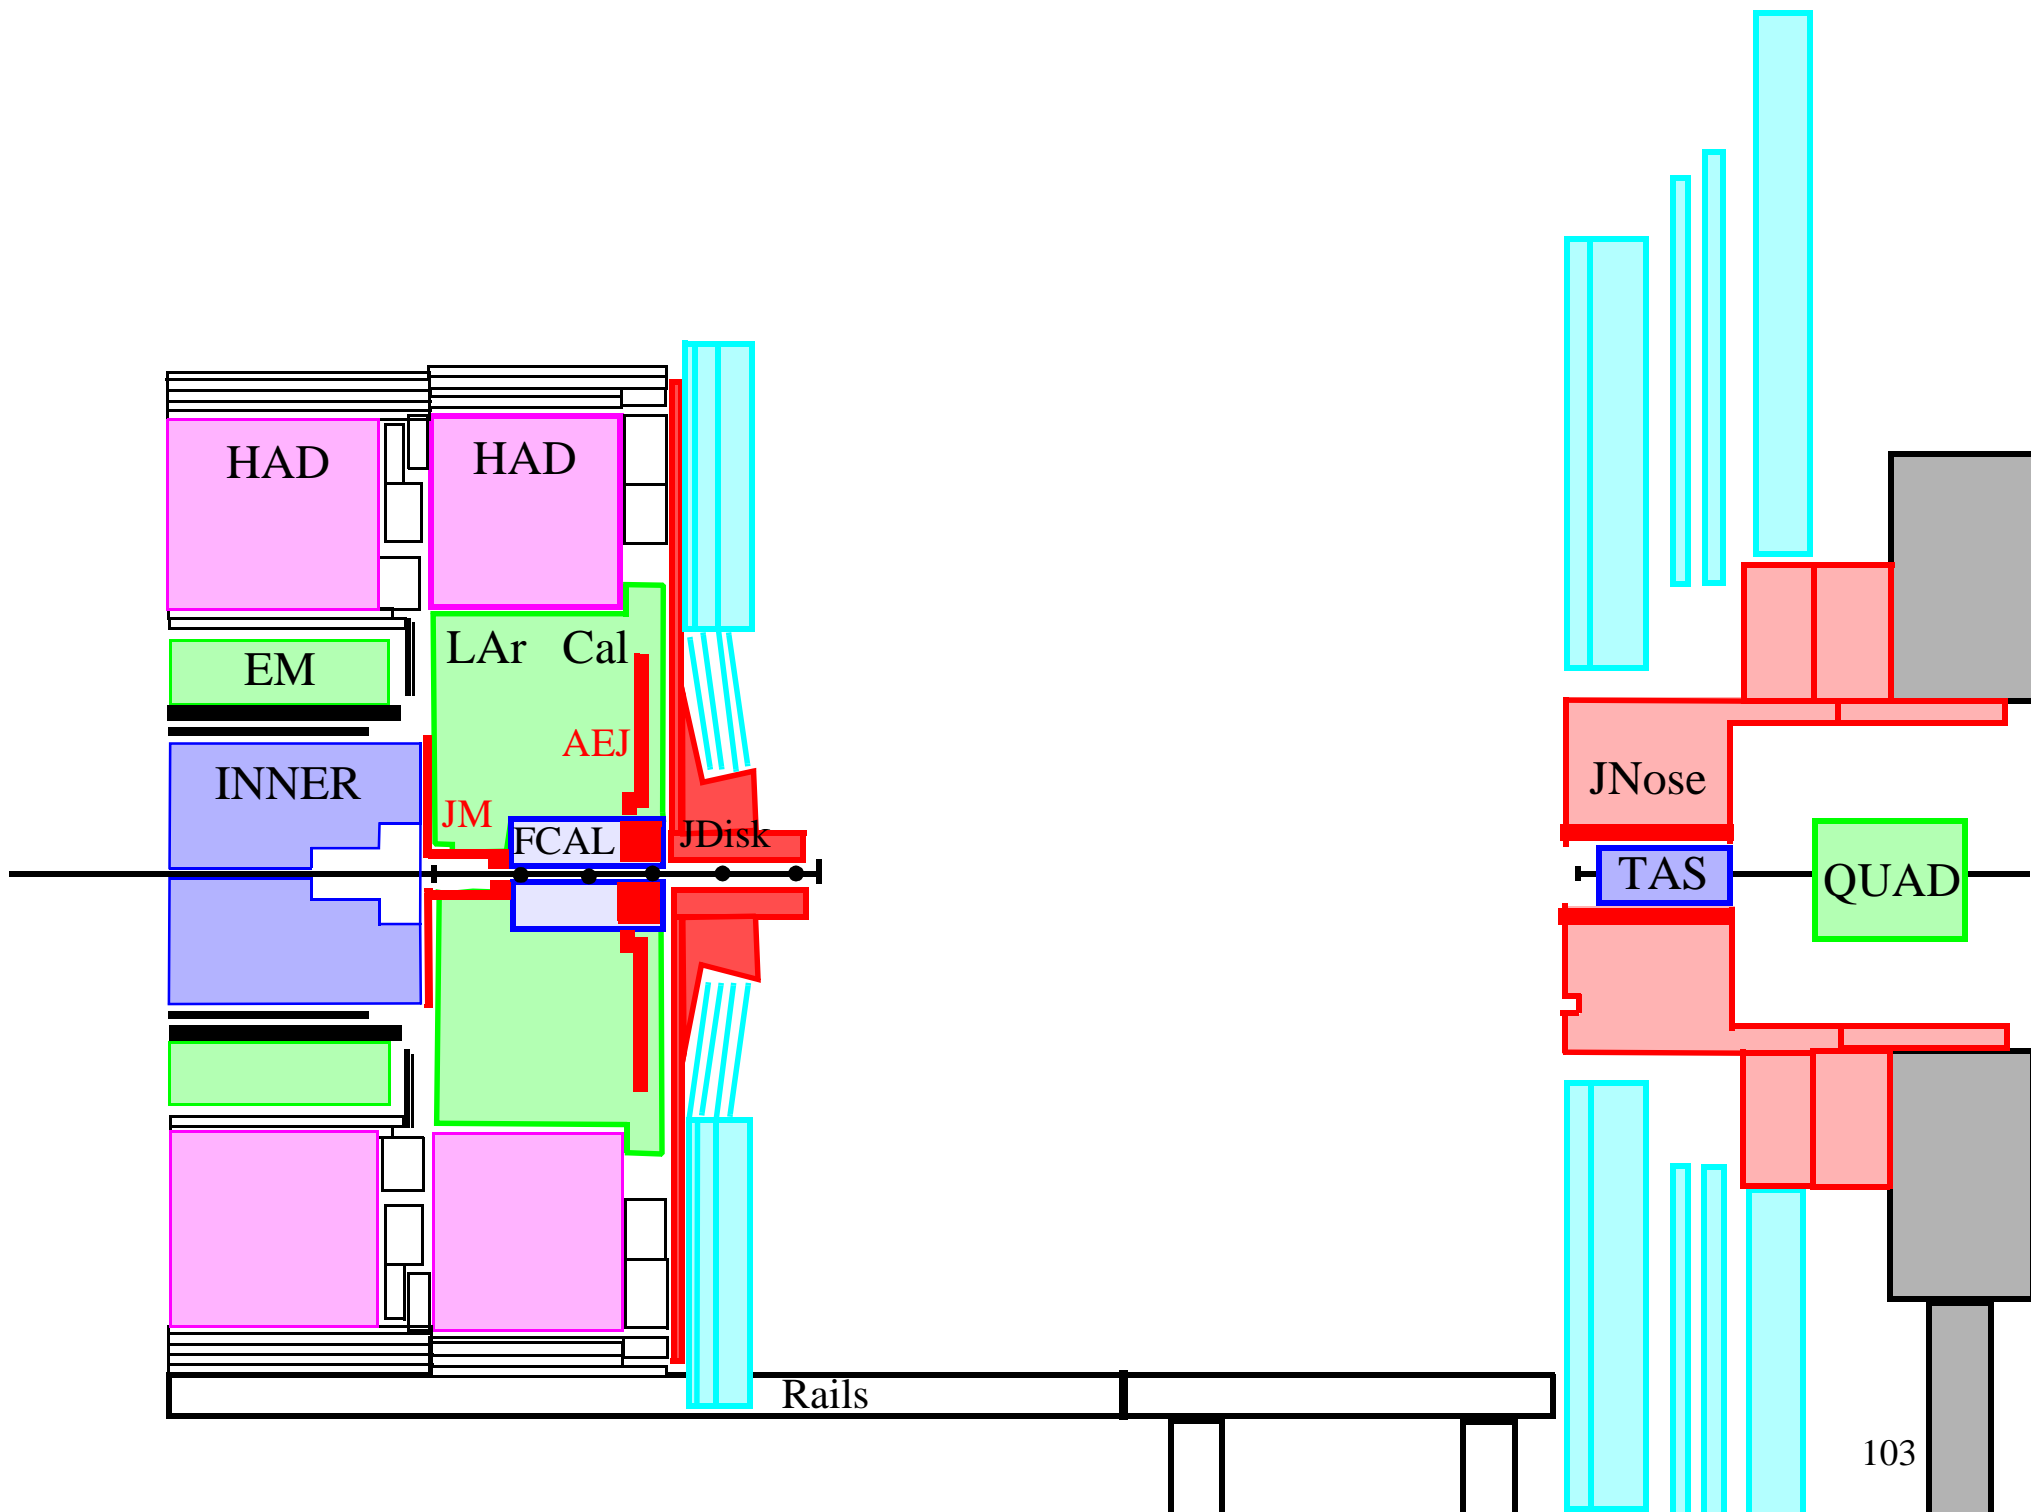 HAD
HAD
LAr Cal
EM
AEJ
INNER
JNose
JM
FCAL
JDisk
TAS
QUAD
Rails
103